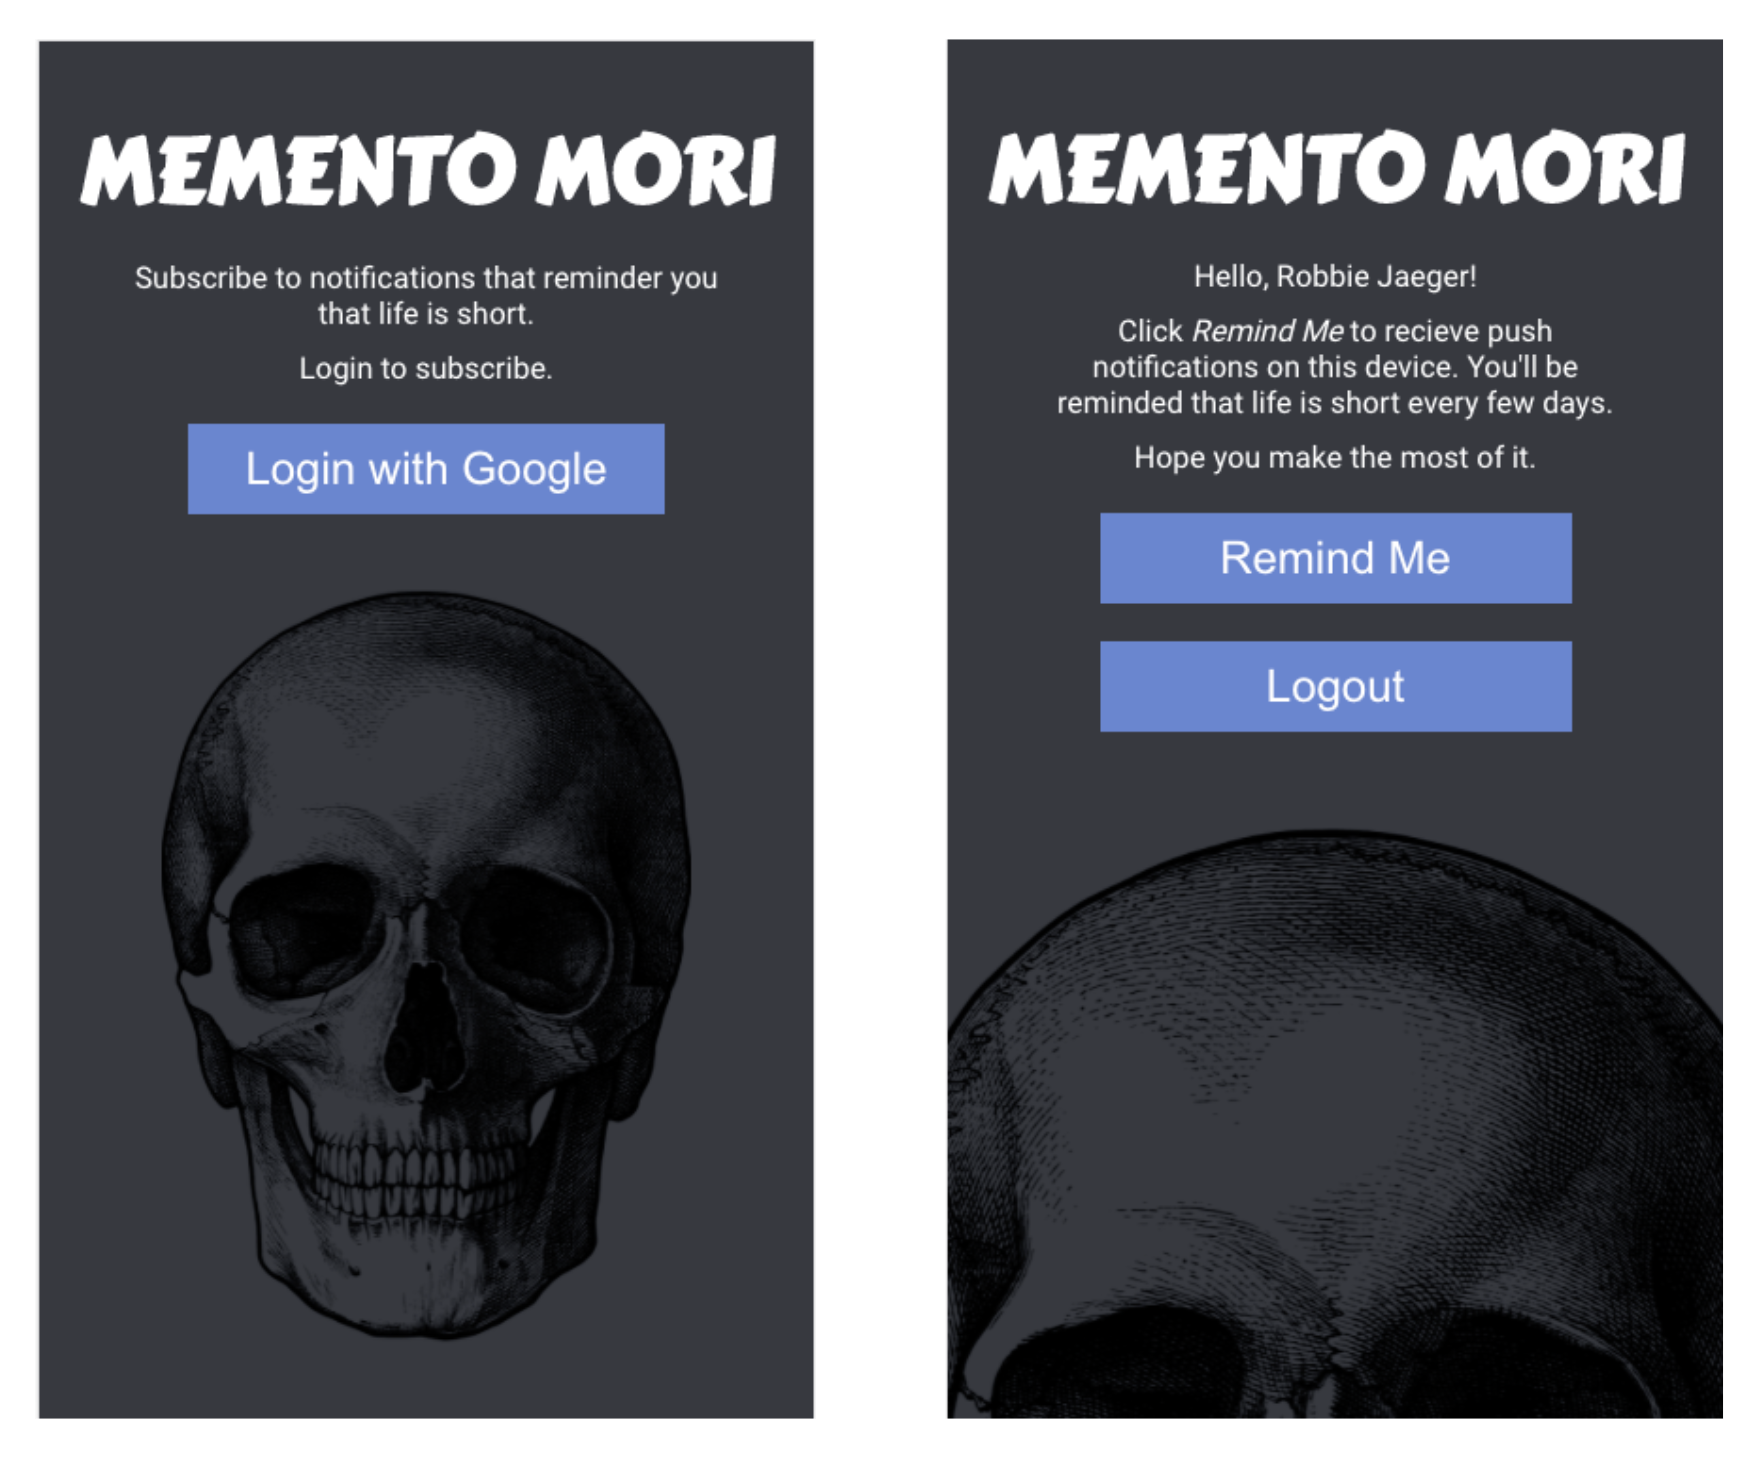 MEMENTO MORI
Subscribe to notifications that reminder you
that life is short.
Login to subscribe.
Login with Google
MEMENTO MORI
Hello, Robbie Jaeger!
Click Remind Me to recieve push
notifications on this device. You'll be
reminded that life is short every few days.
Hope you make the most of it.
Remind Me
Logout